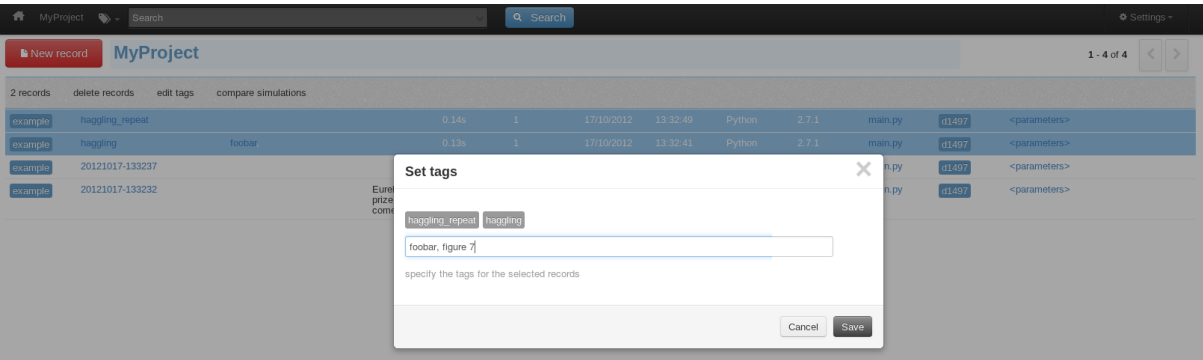 MyProject Search Search Settings
New record MyProject 1 - 4 of 4
2 records delete records edit tags compare simulations
example haggling_repeat 0.14s 1 17/10/2012 13:32:49 Python 2.7.1 main.py d1497 <parameters>
example haggling foobar 0.13s 1 17/10/2012 13:32:41 Python 2.7.1 main.py d1497 <parameters>
example 20121017-133237 d1497 <parameters>
example 20121017-133232 d1497 <parameters>
prize
Set tags
haggling_repeat haggling
foobar, figure 7
specify the tags for the selected records
Cancel Save